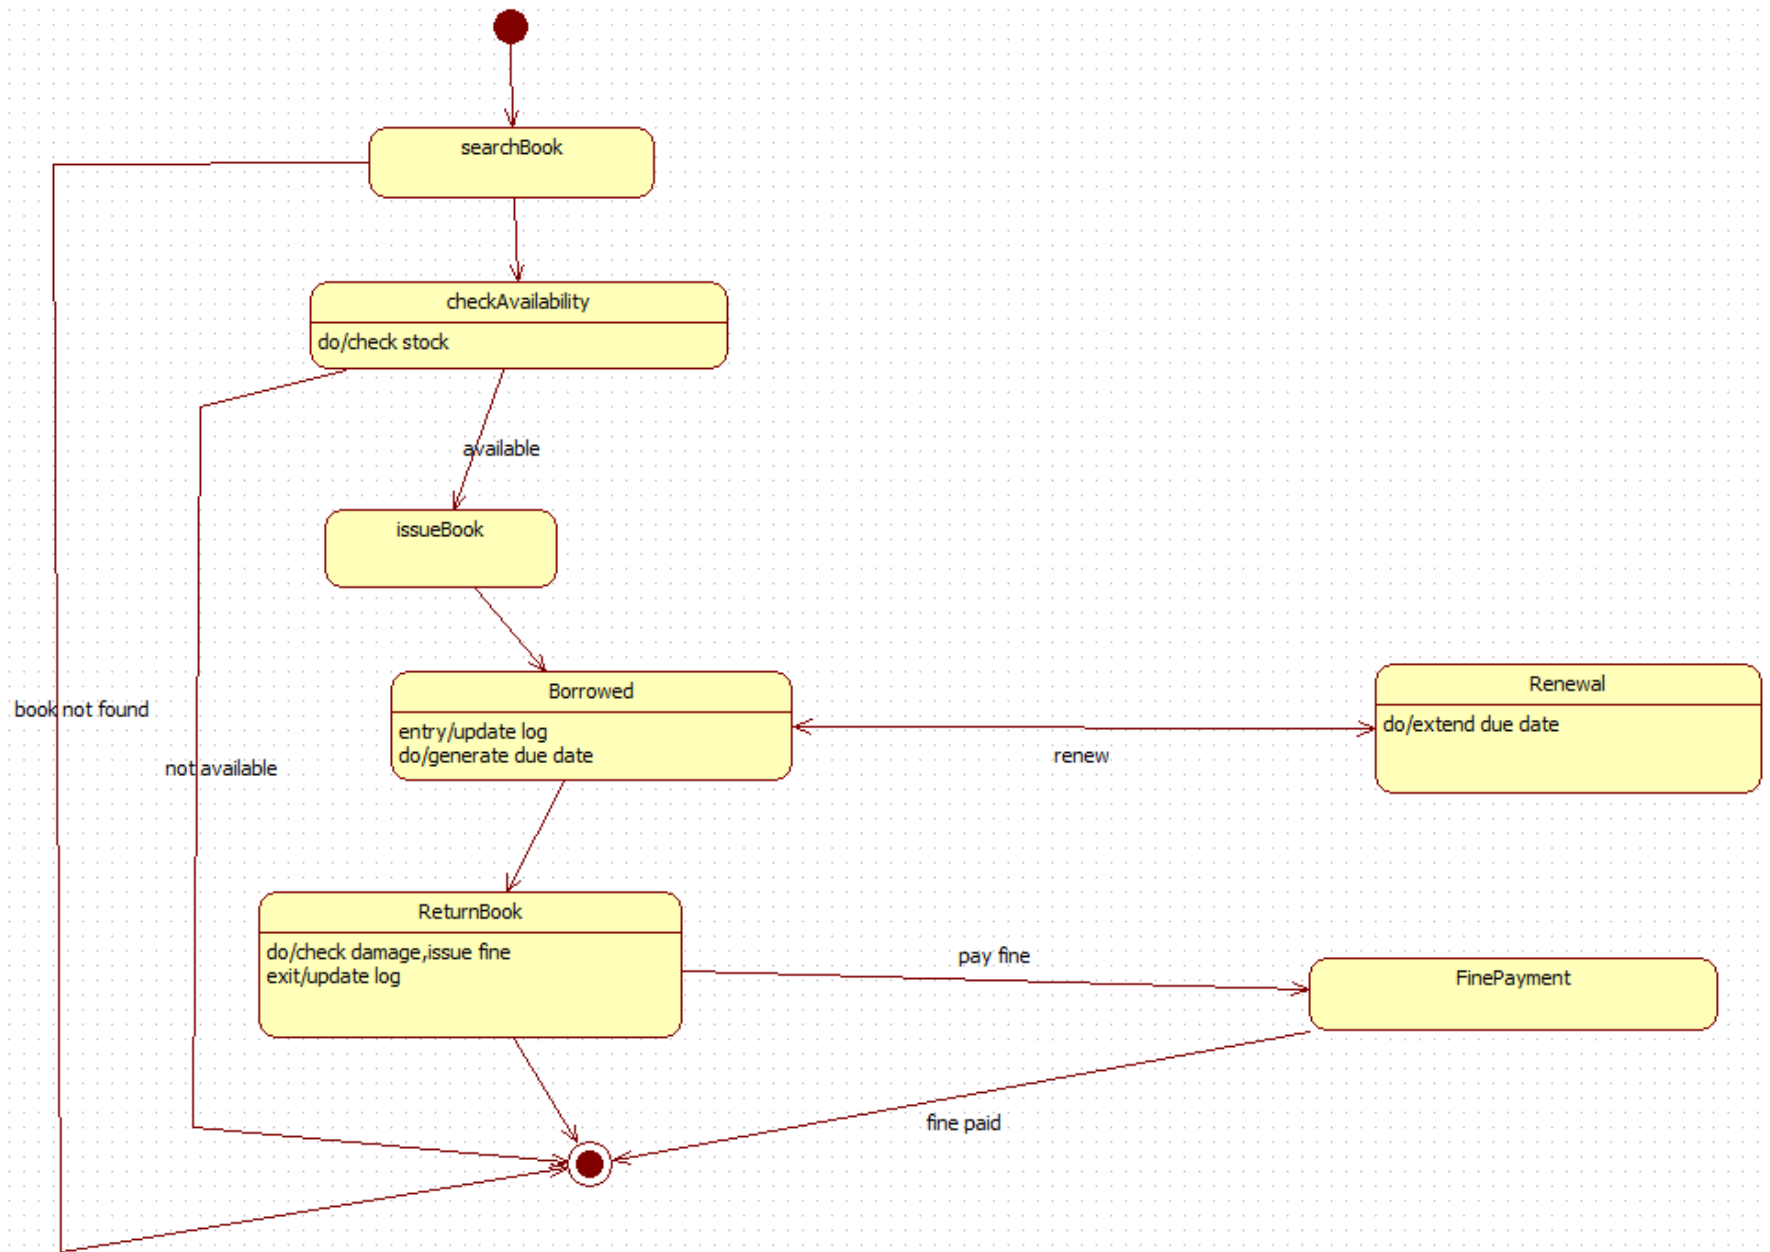 searchBook
checkAvailability
do/check stock
available
issueBook
Borrowed
entry/update log
do/generate due date
Renewal
do/extend due date
book not found
renew
not available
ReturnBook
do/check damage,issue fine
exit/update log
pay fine
FinePayment
fine paid